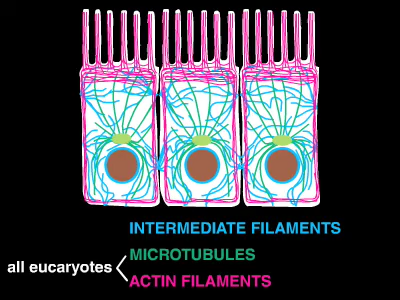 INTERMEDIATE FILAMENTS
MICROTUBULES
all eucaryotes
ACTIN FILAMENTS